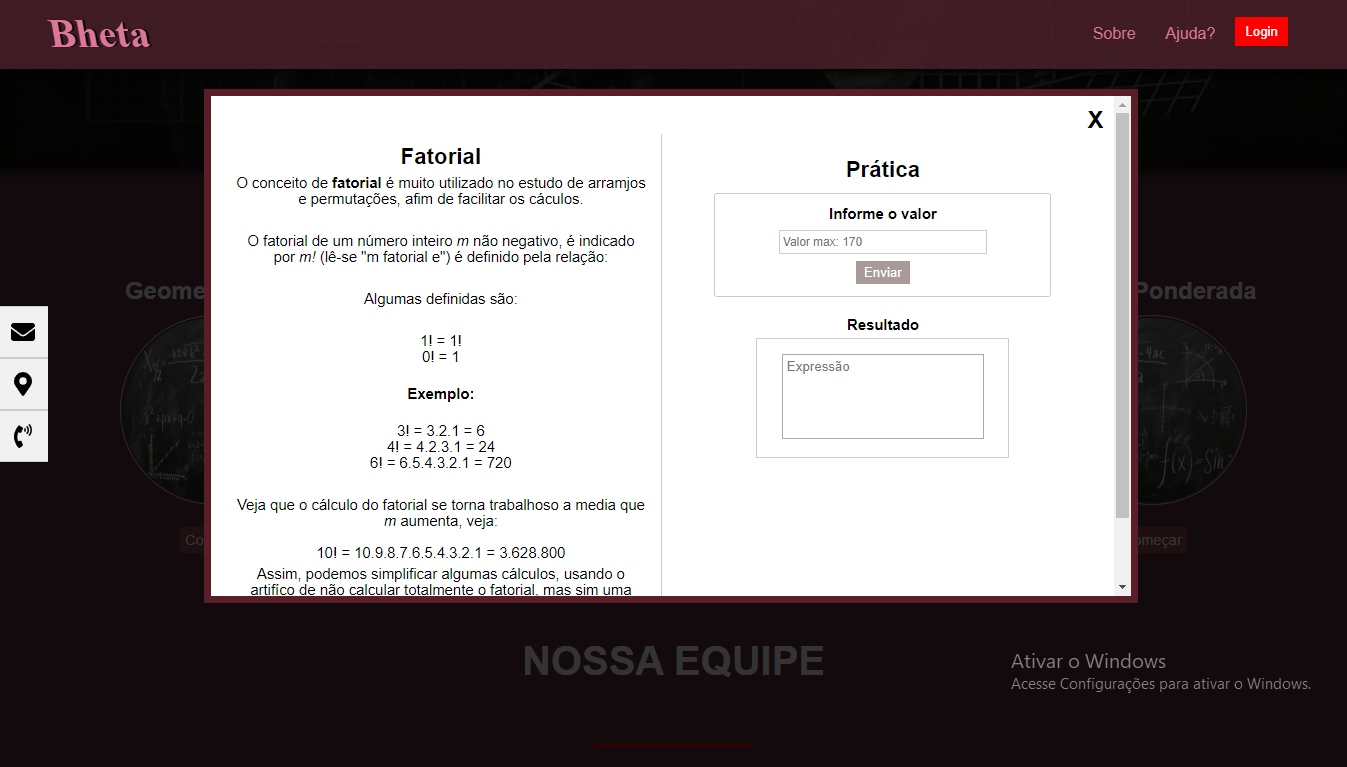 Bheta
Sobre
Ajuda?
Login
X
Fatorial
O conceito de fatorial é muito utilizado no estudo de arramjos
e permutações, afim de facilitar os cáculos.
O fatorial de um número inteiro m não negativo, é indicado
por m! (lê-se "m fatorial e") é definido pela relação:
Algumas definidas são:
1! = 1!
0! = 1
Exemplo:
3! = 3.2.1 = 6
4! = 4.2.3.1 = 24
6! = 6.5.4.3.2.1 = 720
Veja que o cálculo do fatorial se torna trabalhoso a media que
m aumenta, veja:
10! = 10.9.8.7.6.5.4.3.2.1 = 3.628.800
Assim, podemos simplificar algumas cálculos, usando o
artifíco de não calcular totalmente o fatorial, mas sim uma
Prática
Informe o valor
Valor max: 170
Enviar
Resultado
Expressão
Geome
Ponderada
Co
omeçar
NOSSA EQUIPE
Ativar o Windows
Acesse Configurações para ativar o Windows.